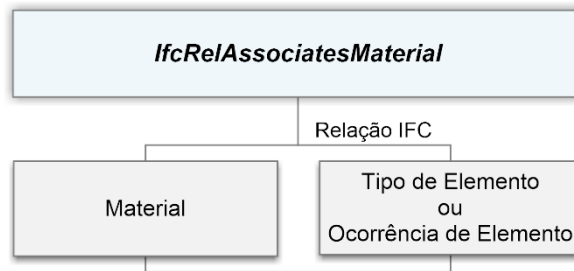 IfcRelAssociatesMaterial
Relação IFC
Material
Tipo de Elemento
ou
Ocorrência de Elemento